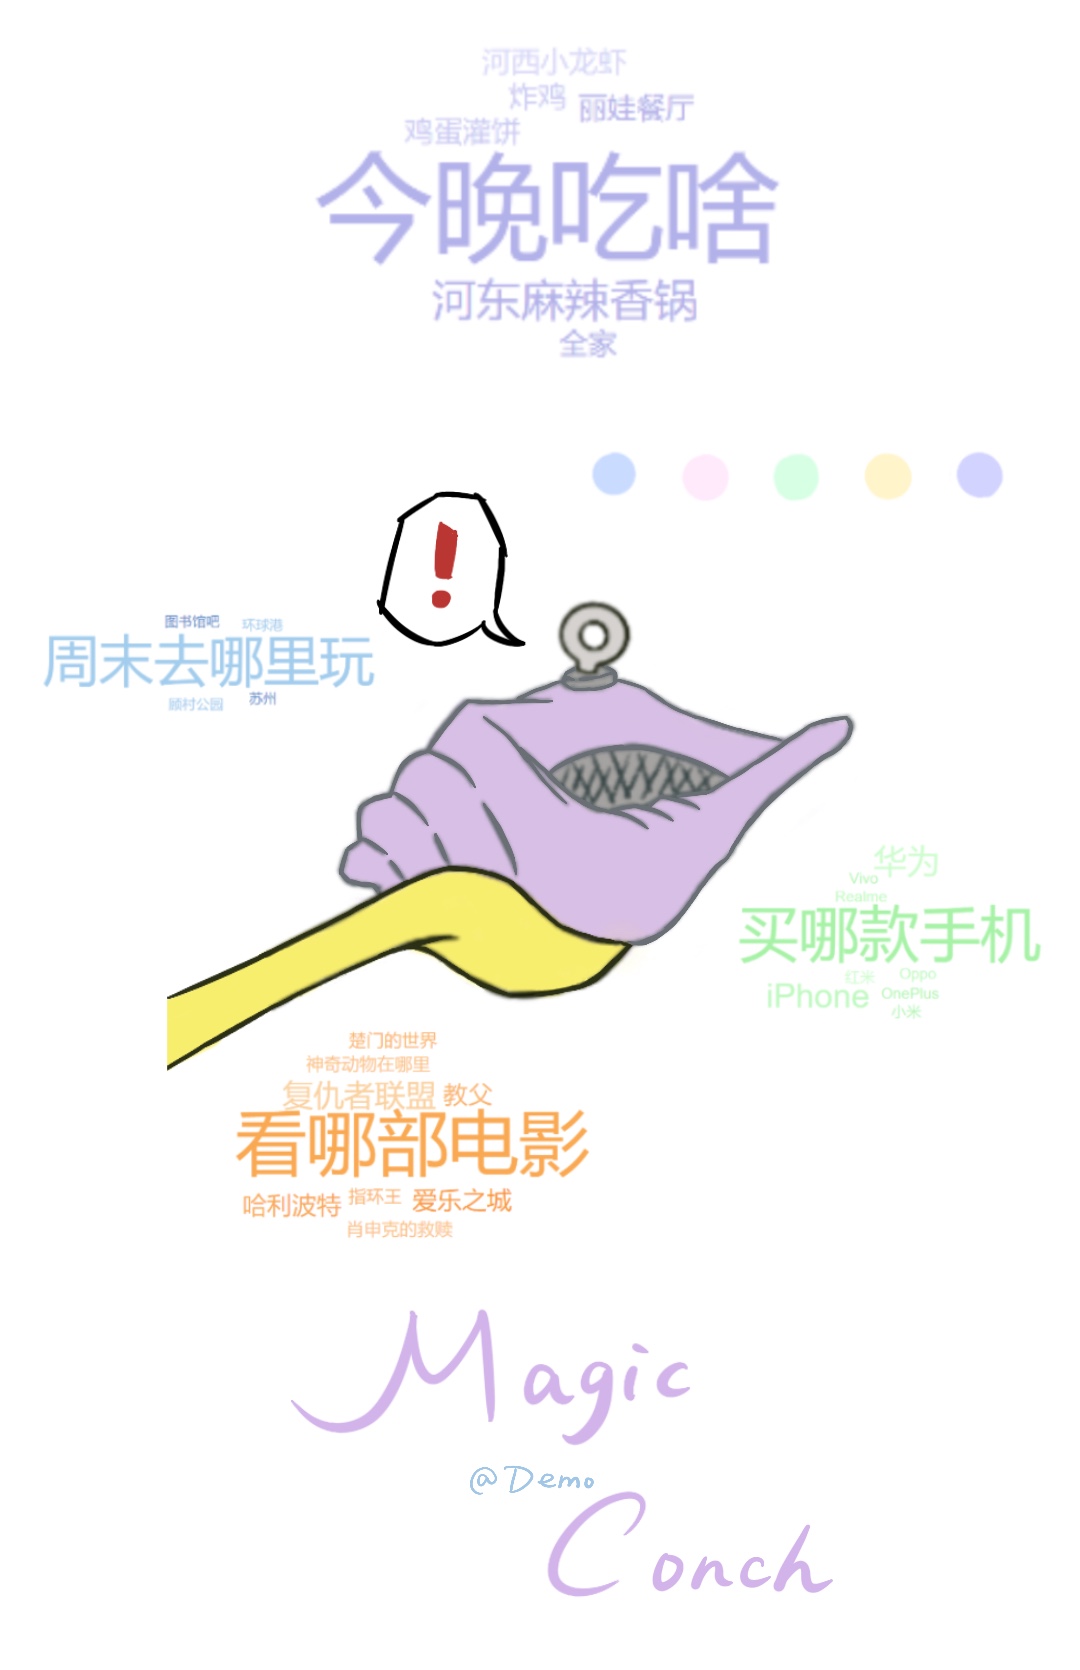 河西小龙虾
炸鸡 丽娃餐厅
鸡蛋灌饼
今晚吃啥
河东麻辣香锅
全家
!
图书馆吧 环球港
周末去哪里玩
顾村公园 苏州
华为
Vivo
Realme
买哪款手机
红米 Oppo
iPhone OnePlus
小米
楚门的世界
神奇动物在哪里
复仇者联盟 教父
看哪部电影
哈利波特 指环王 爱乐之城
肖申克的救赎
Magic
@Demo
Conch